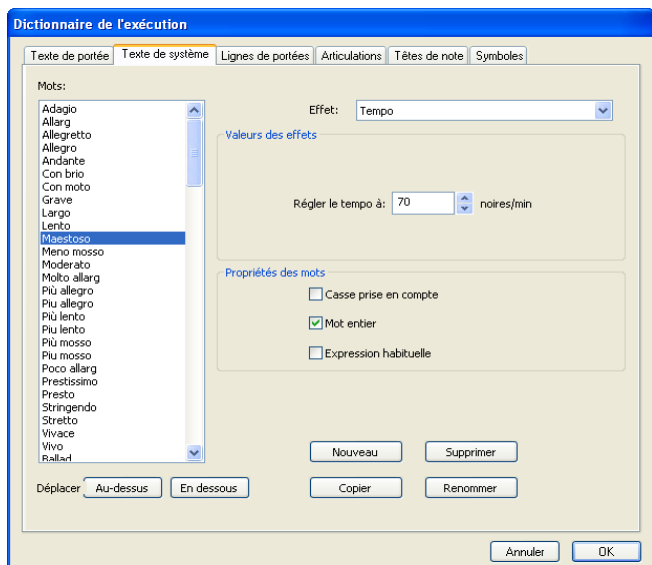 Dictionnaire de l'exécution
Texte de portée Texte de système Lignes de portées Articulations Têtes de note Symboles
Mots:
Adagio
Allarg
Allegretto
Allegro
Andante
Con brio
Con moto
Grave
Largo
Lento
Maestoso
Meno mosso
Moderato
Molto allarg
Più allegro
Piu allegro
Più lento
Piu lento
Più mosso
Piu mosso
Poco allarg
Prestissimo
Presto
Stringendo
Stretto
Vivace
Vivo
Ballad
Effet: Tempo
Valeurs des effets
Régler le tempo à: 70 noires/min
Propriétés des mots
Casse prise en compte
Mot entier
Expression habituelle
Nouveau Supprimer
Déplacer Au-dessus En dessous Copier Renommer
Annuler OK